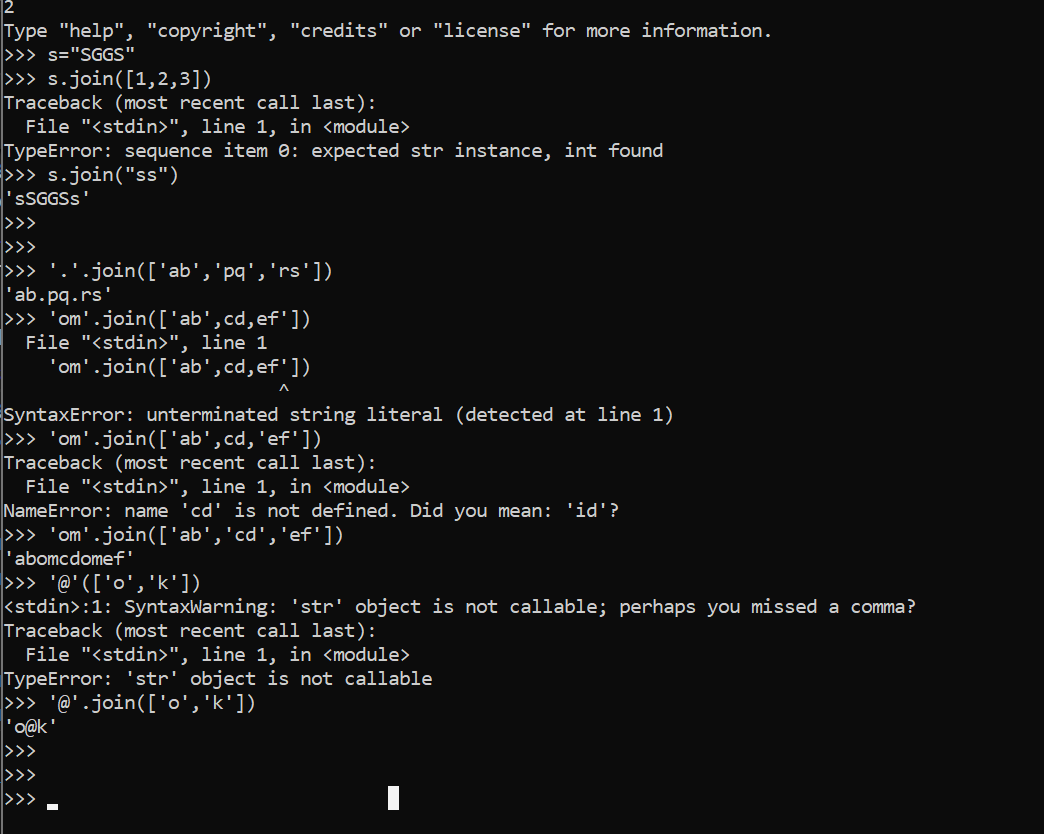 2
Type "help", "copyright", "credits" or "license" for more information.
>>> s="SGGS"
>>> s.join([1,2,3])
Traceback (most recent call last):
  File "<stdin>", line 1, in <module>
TypeError: sequence item 0: expected str instance, int found
>>> s.join("ss")
'sSGGSs'
>>>
>>>
>>> '.'.join(['ab','pq','rs'])
'ab.pq.rs'
>>> 'om'.join(['ab',cd,ef'])
  File "<stdin>", line 1
    'om'.join(['ab',cd,ef'])
                          ^
SyntaxError: unterminated string literal (detected at line 1)
>>> 'om'.join(['ab',cd,'ef'])
Traceback (most recent call last):
  File "<stdin>", line 1, in <module>
NameError: name 'cd' is not defined. Did you mean: 'id'?
>>> 'om'.join(['ab','cd','ef'])
'abomcdomef'
>>> '@'(['o','k'])
<stdin>:1: SyntaxWarning: 'str' object is not callable; perhaps you missed a comma?
Traceback (most recent call last):
  File "<stdin>", line 1, in <module>
TypeError: 'str' object is not callable
>>> '@'.join(['o','k'])
'o@k'
>>>
>>>
>>>